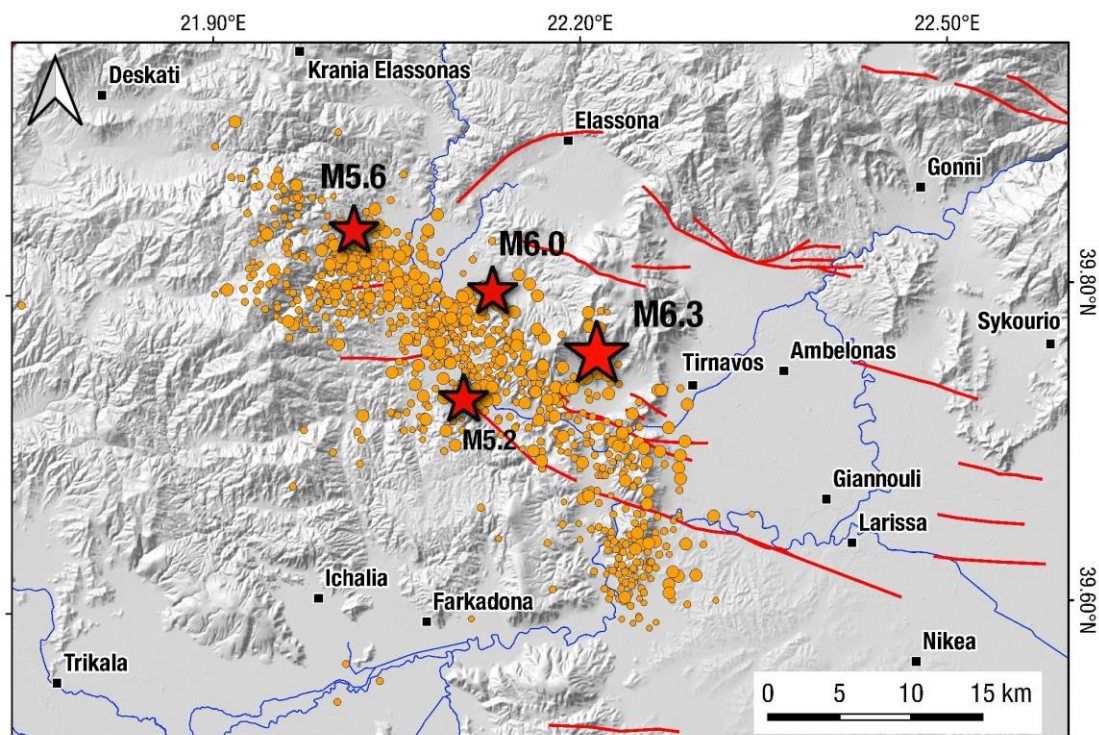 21.90°E
22.20°E
22.50°E
Deskati
Krania Elassonas
Elassona
Gonni
M5.6
M6.0
39.80°N
M6.3
Sykourio
Tirnavos
Ambelonas
M5.2
Giannouli
Larissa
Ichalia
Farkadona
39.60°N
Trikala
Nikea
0 5 10 15 km